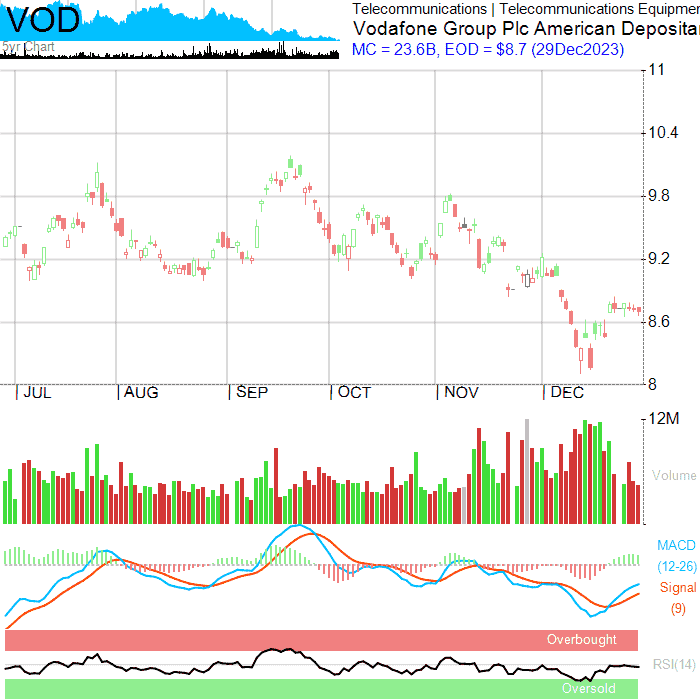 VOD
5yr Chart
Telecommunications | Telecommunications Equipmen
Vodafone Group Plc American Deposita
MC = 23.6B, EOD = $8.7 (29Dec2023)
11
10.4
9.8
9.2
8.6
8
| JUL | AUG | SEP | OCT | NOV | DEC
12M
Volume
MACD
(12-26)
Signal
(9)
Overbought
RSI(14)
Oversold